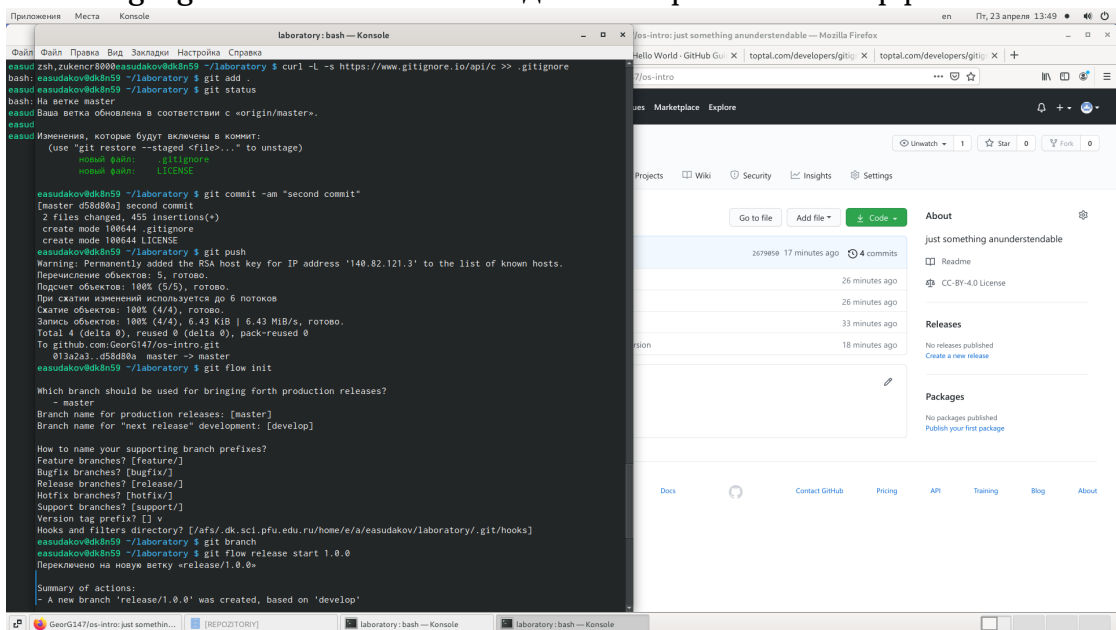 Приложения Места Konsole
en Пт, 23 апреля 13:49
laboratory : bash — Konsole
/os-intro: just something anunderstendable — Mozilla Firefox
Файл
Файл Правка Вид Закладки Настройка Справка
Hello World · GitHub Gui × toptal.com/developers/gitig × toptal.com/developers/gitig × +
easud
bash:
easud
easud
bash:
easud
easud
easud
zsh,zukencr8000easudakov@dk8n59 ~/laboratory $ curl -L -s https://www.gitignore.io/api/c >> .gitignore
easudakov@dk8n59 ~/laboratory $ git add .
easudakov@dk8n59 ~/laboratory $ git status
На ветке master
Ваша ветка обновлена в соответствии с «origin/master».
Изменения, которые будут включены в коммит:
(use "git restore --staged <file>..." to unstage)
новый файл: .gitignore
новый файл: LICENSE
easudakov@dk8n59 ~/laboratory $ git commit -am "second commit"
[master d58d80a] second commit
2 files changed, 455 insertions(+)
create mode 100644 .gitignore
create mode 100644 LICENSE
easudakov@dk8n59 ~/laboratory $ git push
Warning: Permanently added the RSA host key for IP address '140.82.121.3' to the list of known hosts.
Перечисление объектов: 5, готово.
Подсчет объектов: 100% (5/5), готово.
При сжатии изменений используется до 6 потоков
Сжатие объектов: 100% (4/4), готово.
Запись объектов: 100% (4/4), 6.43 KiB | 6.43 MiB/s, готово.
Total 4 (delta 0), reused 0 (delta 0), pack-reused 0
To github.com:GeorG147/os-intro.git
013a2a3..d58d80a master -> master
easudakov@dk8n59 ~/laboratory $ git flow init
Which branch should be used for bringing forth production releases?
- master
Branch name for production releases: [master]
Branch name for "next release" development: [develop]
How to name your supporting branch prefixes?
Feature branches? [feature/]
Bugfix branches? [bugfix/]
Release branches? [release/]
Hotfix branches? [hotfix/]
Support branches? [support/]
Version tag prefix? [] v
Hooks and filters directory? [/afs/.dk.sci.pfu.edu.ru/home/e/a/easudakov/laboratory/.git/hooks]
easudakov@dk8n59 ~/laboratory $ git branch
easudakov@dk8n59 ~/laboratory $ git flow release start 1.0.0
Переключено на новую ветку «release/1.0.0»
Summary of actions:
- A new branch 'release/1.0.0' was created, based on 'develop'
7/os-intro
ues Marketplace Explore
Unwatch 1 Star 0 Fork 0
Projects Wiki Security Insights Settings
Go to file Add file Code
2679050 17 minutes ago 4 commits
26 minutes ago
26 minutes ago
33 minutes ago
rsion 18 minutes ago
About
just something anunderstendable
Readme
CC-BY-4.0 License
Releases
No releases published
Create a new release
Packages
No packages published
Publish your first package
Docs Contact GitHub Pricing API Training Blog About
GeorG147/os-intro: just somethin... [REPOZITORIY] laboratory : bash — Konsole laboratory : bash — Konsole